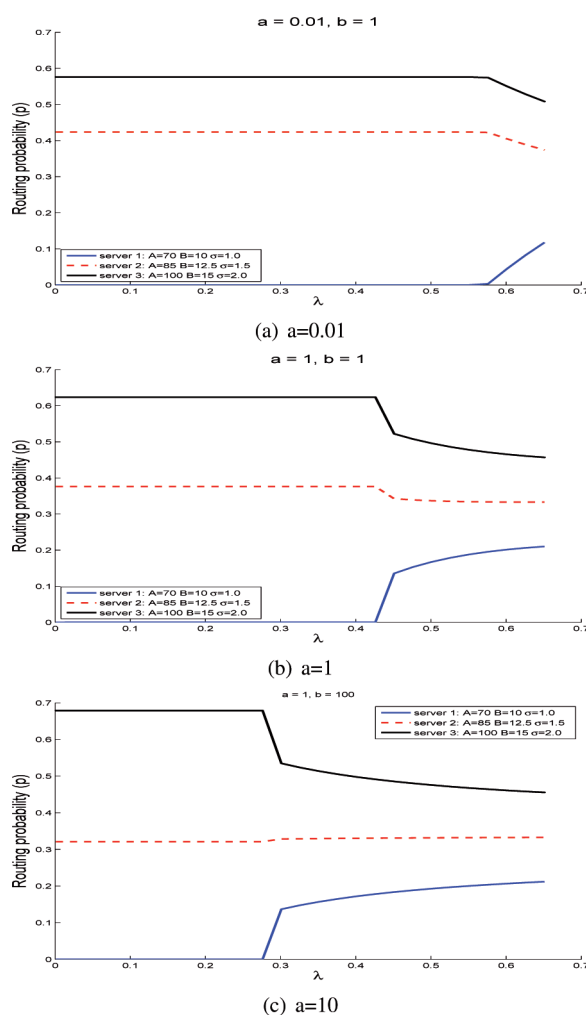 a = 0.01, b = 1
Routing probability (p)
0.7
0.6
0.5
0.4
0.3
0.2
0.1
0
server 1: A=70 B=10 σ=1.0
server 2: A=85 B=12.5 σ=1.5
server 3: A=100 B=15 σ=2.0
0 0.1 0.2 0.3 0.4 0.5 0.6 0.7
λ
(a) a=0.01
a = 1, b = 1
Routing probability (p)
0.7
0.6
0.5
0.4
0.3
0.2
0.1
0
server 1: A=70 B=10 σ=1.0
server 2: A=85 B=12.5 σ=1.5
server 3: A=100 B=15 σ=2.0
0 0.1 0.2 0.3 0.4 0.5 0.6 0.7
λ
(b) a=1
a = 1, b = 100
Routing probability (p)
0.7
0.6
0.5
0.4
0.3
0.2
0.1
0
server 1: A=70 B=10 σ=1.0
server 2: A=85 B=12.5 σ=1.5
server 3: A=100 B=15 σ=2.0
0 0.1 0.2 0.3 0.4 0.5 0.6 0.7
λ
(c) a=10